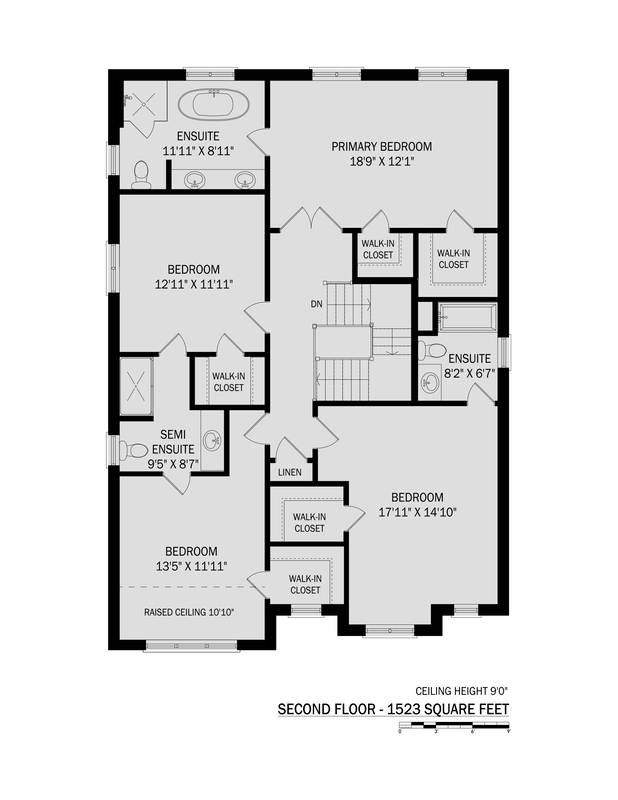 ENSUITE
11'11" X 8'11"
PRIMARY BEDROOM
18'9" X 12'1"
WALK-IN
CLOSET
WALK-IN
CLOSET
BEDROOM
12'11" X 11'11"
DN
ENSUITE
8'2" X 6'7"
WALK-IN
CLOSET
SEMI
ENSUITE
9'5" X 8'7"
LINEN
BEDROOM
17'11" X 14'10"
WALK-IN
CLOSET
BEDROOM
13'5" X 11'11"
WALK-IN
CLOSET
RAISED CEILING 10'10"
CEILING HEIGHT 9'0"
SECOND FLOOR - 1523 SQUARE FEET
0 3' 6' 9'